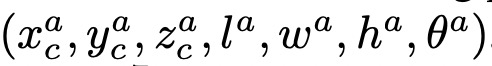 (x_c^a, y_c^a, z_c^a, l^a, w^a, h^a, θ^a)